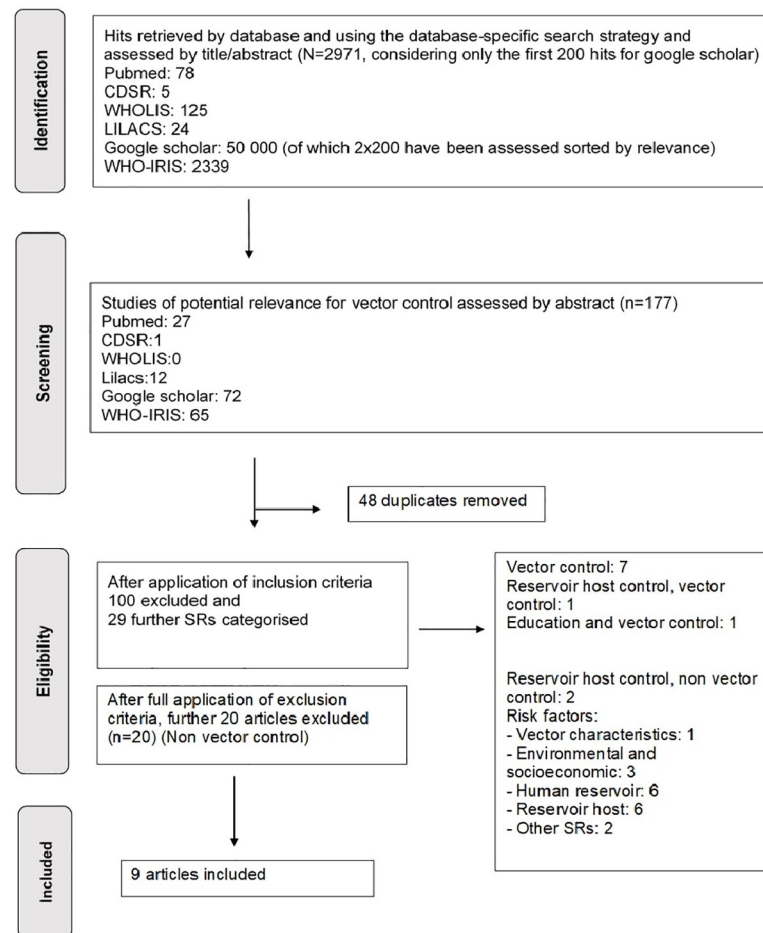 Identification
Hits retrieved by database and using the database-specific search strategy and
assessed by title/abstract (N=2971, considering only the first 200 hits for google scholar)
Pubmed: 78
CDSR: 5
WHOLIS: 125
LILACS: 24
Google scholar: 50 000 (of which 2x200 have been assessed sorted by relevance)
WHO-IRIS: 2339
Screening
Studies of potential relevance for vector control assessed by abstract (n=177)
Pubmed: 27
CDSR:1
WHOLIS:0
Lilacs:12
Google scholar: 72
WHO-IRIS: 65
48 duplicates removed
Eligibility
After application of inclusion criteria
100 excluded and
29 further SRs categorised
Vector control: 7
Reservoir host control, vector
control: 1
Education and vector control: 1
Reservoir host control, non vector
control: 2
Risk factors:
- Vector characteristics: 1
- Environmental and
socioeconomic: 3
- Human reservoir: 6
- Reservoir host: 6
- Other SRs: 2
After full application of exclusion
criteria, further 20 articles excluded
(n=20) (Non vector control)
Included
9 articles included